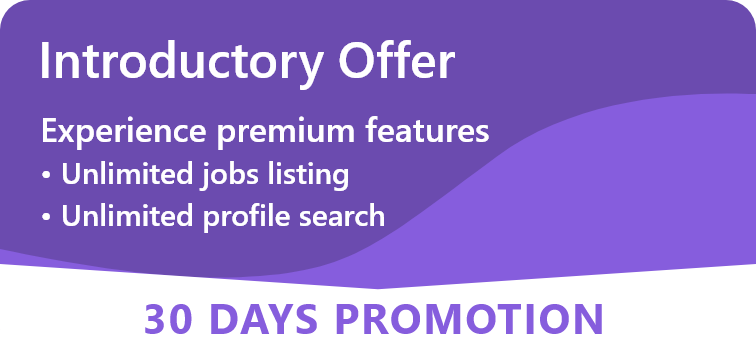 Introductory Offer
Experience premium features
• Unlimited jobs listing
• Unlimited profile search
30 DAYS PROMOTION